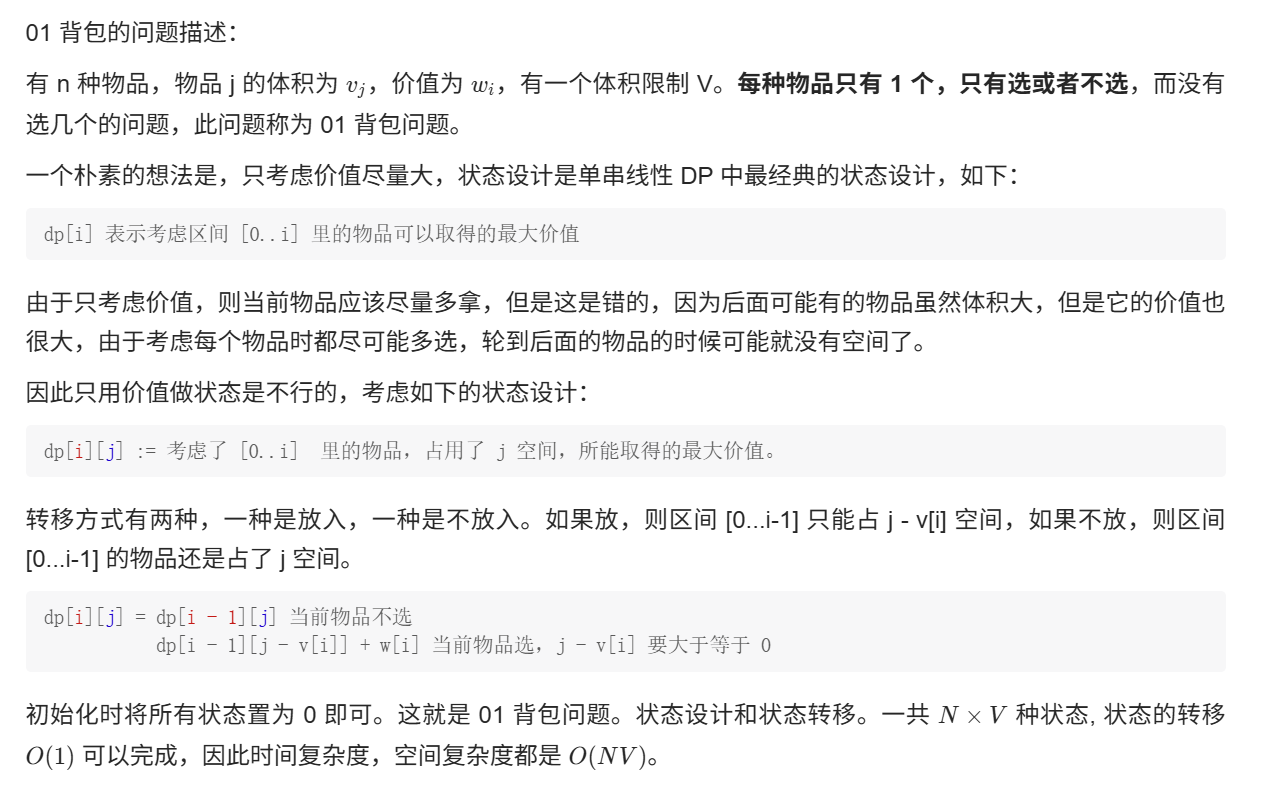 01 背包的问题描述：
有 n 种物品，物品 j 的体积为 v_j，价值为 w_i，有一个体积限制 V。每种物品只有 1 个，只有选或者不选，而没有
选几个的问题，此问题称为 01 背包问题。
一个朴素的想法是，只考虑价值尽量大，状态设计是单串线性 DP 中最经典的状态设计，如下：
dp[i] 表示考虑区间 [0..i] 里的物品可以取得的最大价值
由于只考虑价值，则当前物品应该尽量多拿，但是这是错的，因为后面可能有的物品虽然体积大，但是它的价值也
很大，由于考虑每个物品时都尽可能多选，轮到后面的物品的时候可能就没有空间了。
因此只用价值做状态是不行的，考虑如下的状态设计：
dp[i][j] := 考虑了 [0..i]  里的物品，占用了 j 空间，所能取得的最大价值。
转移方式有两种，一种是放入，一种是不放入。如果放，则区间 [0...i-1] 只能占 j - v[i] 空间，如果不放，则区间
[0...i-1] 的物品还是占了 j 空间。
dp[i][j] = dp[i - 1][j] 当前物品不选
dp[i - 1][j - v[i]] + w[i] 当前物品选，j - v[i] 要大于等于 0
初始化时将所有状态置为 0 即可。这就是 01 背包问题。状态设计和状态转移。一共 N × V 种状态, 状态的转移
O(1) 可以完成，因此时间复杂度，空间复杂度都是 O(NV)。